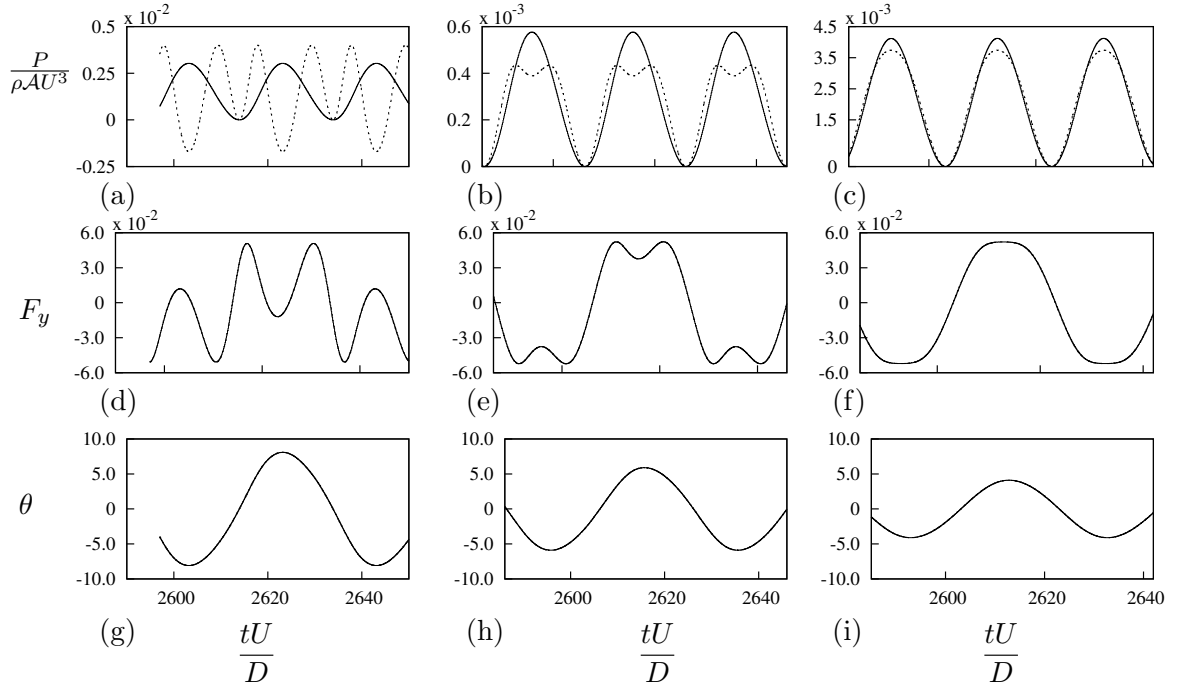 x 10-2 x 10-3 x 10-3
P/ρAU3
0.5 0.25 0 -0.25
0.6 0.4 0.2 0
4.5 3.5 2.5 1.5 0
(a) (b) (c)
x 10-2 x 10-2 x 10-2
Fy
6.0 3.0 0 -3.0 -6.0
6.0 3.0 0 -3.0 -6.0
6.0 3.0 0 -3.0 -6.0
(d) (e) (f)
θ
10.0 5.0 0 -5.0 -10.0
10.0 5.0 0 -5.0 -10.0
10.0 5.0 0 -5.0 -10.0
2600 2620 2640 2600 2620 2640 2600 2620 2640
(g) (h) (i)
tU/D tU/D tU/D